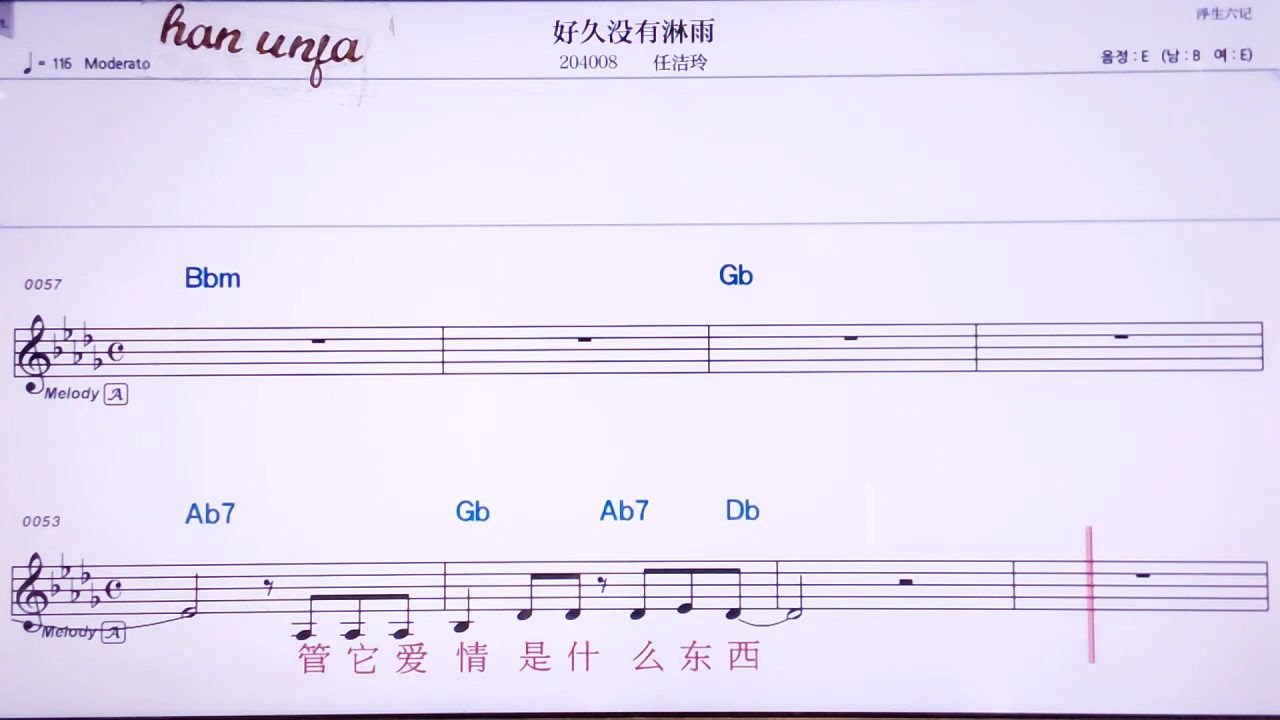 han unfa
好久没有淋雨
浮生六记
♩= 116 Moderato
204008 任洁玲
음정 : E (남 : B 여 : E)
0057 Bbm Gb
Melody A
0053 Ab7 Gb Ab7 Db
Melody A
管它爱情是什么东西